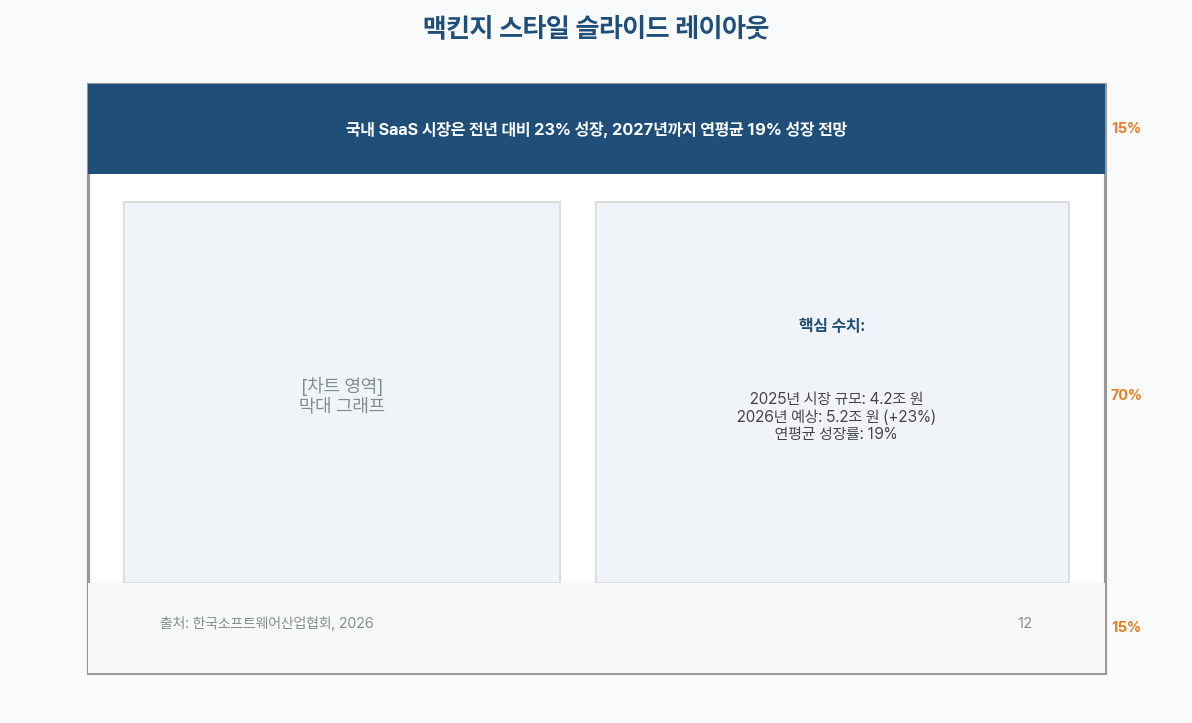 맥킨지 스타일 슬라이드 레이아웃
국내 SaaS 시장은 전년 대비 23% 성장, 2027년까지 연평균 19% 성장 전망
15%
[차트 영역]
막대 그래프
핵심 수치:
2025년 시장 규모: 4.2조 원
2026년 예상: 5.2조 원 (+23%)
연평균 성장률: 19%
70%
출처: 한국소프트웨어산업협회, 2026
12
15%